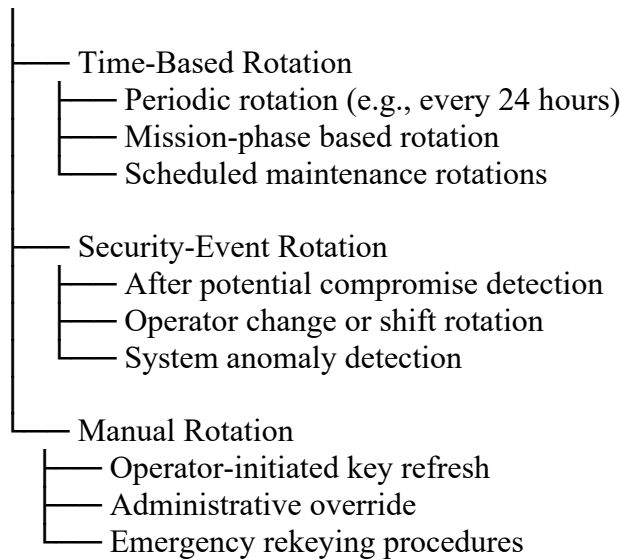 Time-Based Rotation
Periodic rotation (e.g., every 24 hours)
Mission-phase based rotation
Scheduled maintenance rotations
Security-Event Rotation
After potential compromise detection
Operator change or shift rotation
System anomaly detection
Manual Rotation
Operator-initiated key refresh
Administrative override
Emergency rekeying procedures